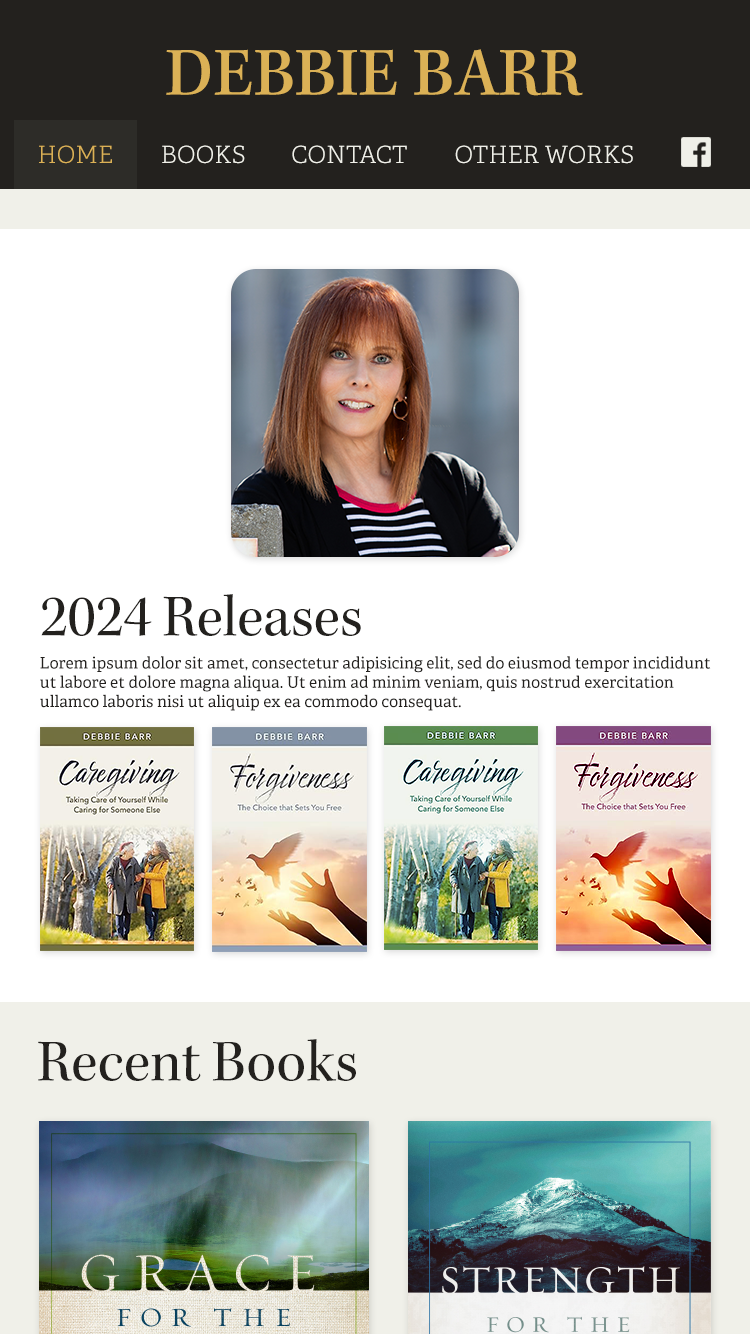 DEBBIE BARR
HOME BOOKS CONTACT OTHER WORKS
2024 Releases
Lorem ipsum dolor sit amet, consectetur adipisicing elit, sed do eiusmod tempor incididunt
ut labore et dolore magna aliqua. Ut enim ad minim veniam, quis nostrud exercitation
ullamco laboris nisi ut aliquip ex ea commodo consequat.
DEBBIE BARR
Caregiving
Taking Care of Yourself While
Caring for Someone Else
DEBBIE BARR
Forgiveness
The Choice that Sets You Free
DEBBIE BARR
Caregiving
Taking Care of Yourself While
Caring for Someone Else
DEBBIE BARR
Forgiveness
The Choice that Sets You Free
Recent Books
GRACE
FOR THE
STRENGTH
FOR THE